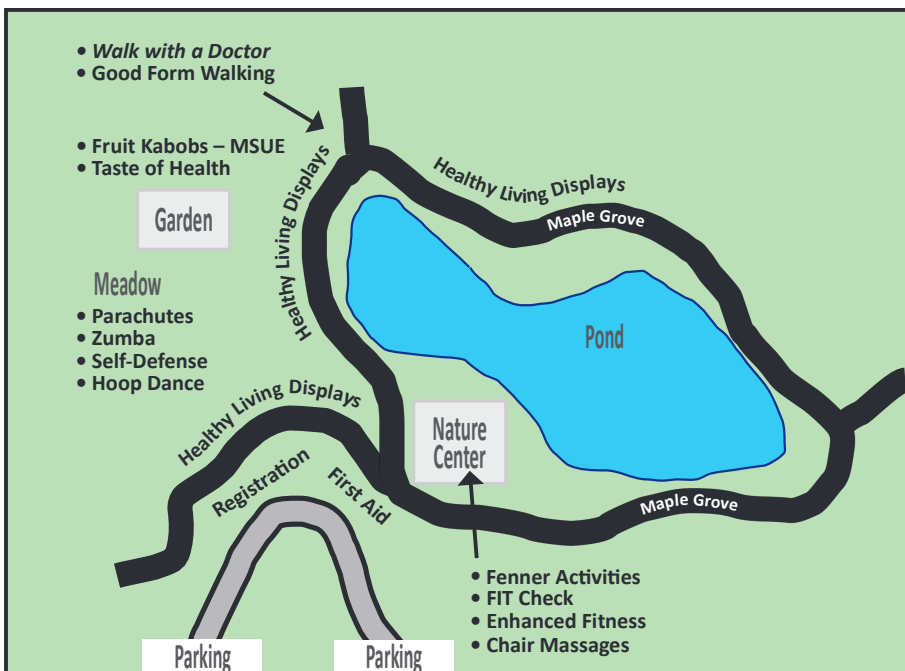 • Walk with a Doctor
• Good Form Walking
• Fruit Kabobs – MSUE
• Taste of Health
Garden
Meadow
• Parachutes
• Zumba
• Self-Defense
• Hoop Dance
Healthy Living Displays
Healthy Living Displays
Maple Grove
Pond
Healthy Living Displays
Registration
First Aid
Nature
Center
Maple Grove
• Fenner Activities
• FIT Check
• Enhanced Fitness
• Chair Massages
Parking
Parking